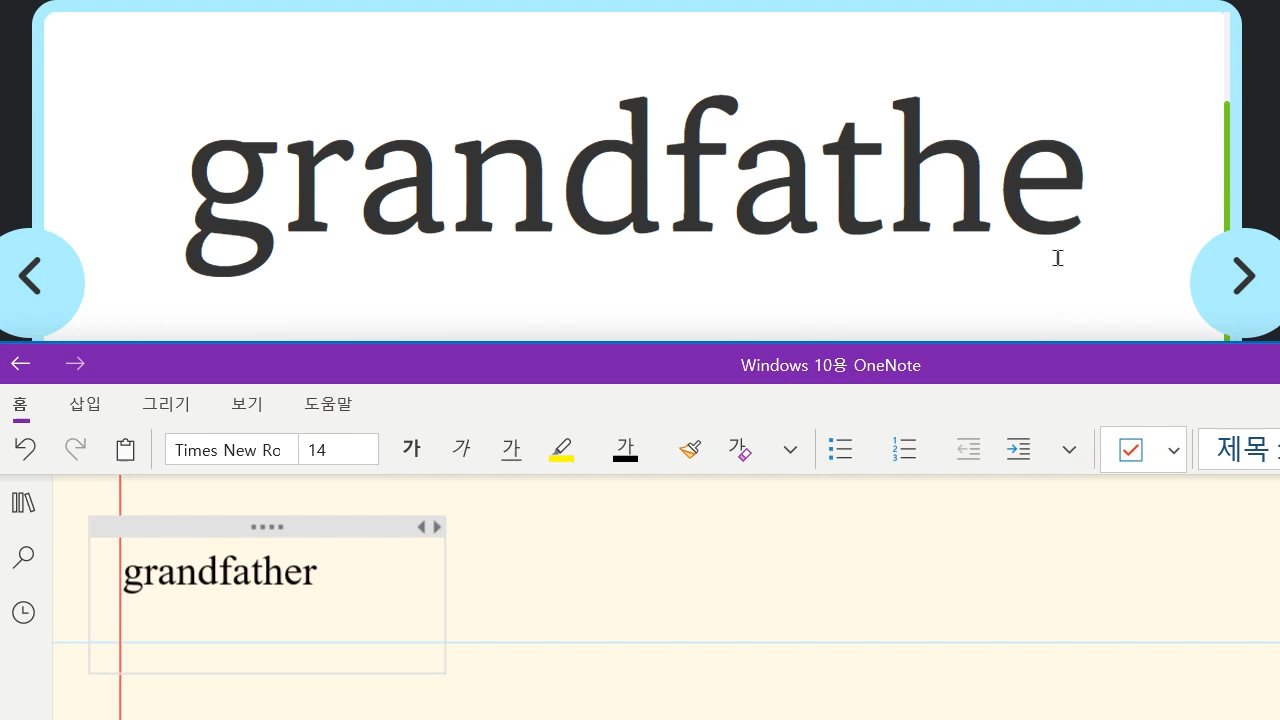 grandfathe
Windows 10용 OneNote
홈 삽입 그리기 보기 도움말
Times New Ro 14 가 가 가 가 가 제목
grandfather